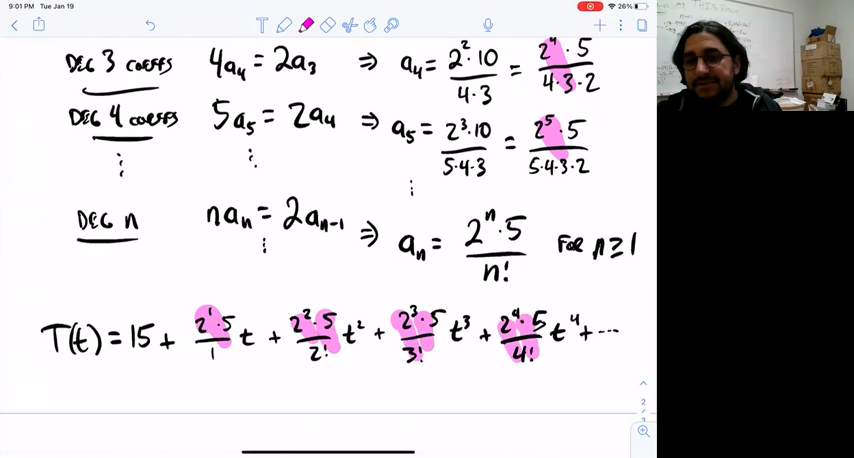 9:01 PM Tue Jan 19
26%
DEG 3 COEFFS 4a₄ = 2a₃ ⇒ a₄ = 2²·10/4·3 = 2⁴·5/4·3·2
DEG 4 COEFFS 5a₅ = 2a₄ ⇒ a₅ = 2³·10/5·4·3 = 2⁵·5/5·4·3·2
⋮ ⋮ ⋮
DEG n naₙ = 2aₙ₋₁ ⇒ aₙ = 2ⁿ·5/n! FOR n ≥ 1
⋮
T(t) = 15 + 2¹·5/1 t + 2²·5/2! t² + 2³·5/3! t³ + 2⁴·5/4! t⁴ + ···
2